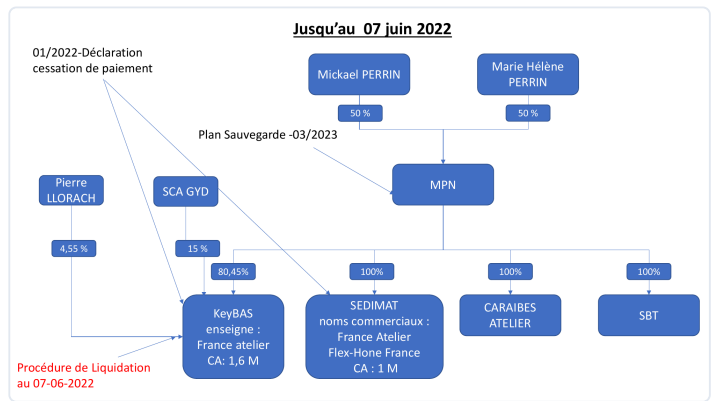 Jusqu'au  07 juin 2022
01/2022-Déclaration
cessation de paiement
Mickael PERRIN
Marie Hélène
PERRIN
50 %
50 %
Plan Sauvegarde -03/2023
MPN
Pierre
LLORACH
SCA GYD
4,55 %
15 %
80,45%
100%
100%
100%
KeyBAS
enseigne :
France atelier
CA: 1,6 M
SEDIMAT
noms commerciaux :
France Atelier
Flex-Hone France
CA : 1 M
CARAIBES
ATELIER
SBT
Procédure de Liquidation
au 07-06-2022